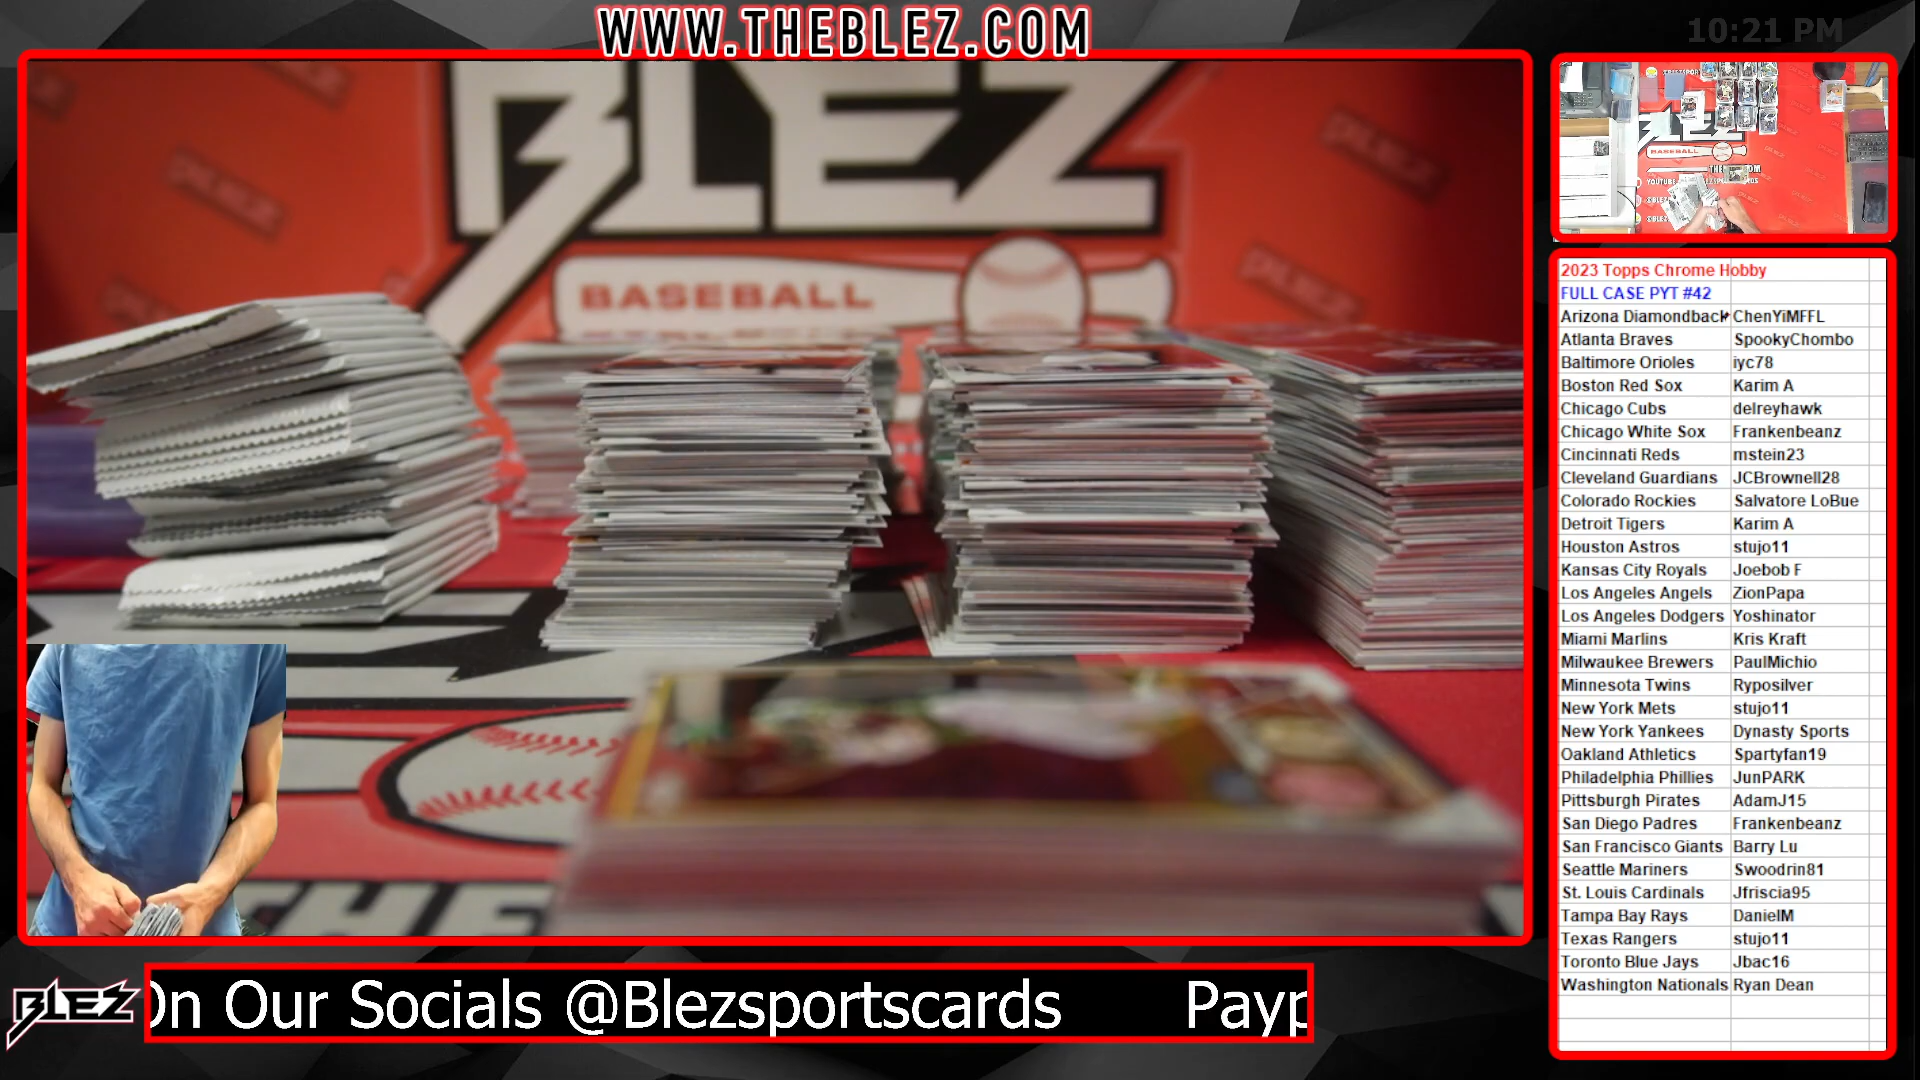 WWW.THEBLEZ.COM
10:21 PM
BLEZ
BASEBALL
BLEZ
BASEBALL
2023 Topps Chrome Hobby
FULL CASE PYT #42
Arizona Diamondback ChenYiMFFL
Atlanta Braves SpookyChombo
Baltimore Orioles iyc78
Boston Red Sox Karim A
Chicago Cubs delreyhawk
Chicago White Sox Frankenbeanz
Cincinnati Reds mstein23
Cleveland Guardians JCBrownell28
Colorado Rockies Salvatore LoBue
Detroit Tigers Karim A
Houston Astros stujo11
Kansas City Royals Joebob F
Los Angeles Angels ZionPapa
Los Angeles Dodgers Yoshinator
Miami Marlins Kris Kraft
Milwaukee Brewers PaulMichio
Minnesota Twins Ryposilver
New York Mets stujo11
New York Yankees Dynasty Sports
Oakland Athletics Spartyfan19
Philadelphia Phillies JunPARK
Pittsburgh Pirates AdamJ15
San Diego Padres Frankenbeanz
San Francisco Giants Barry Lu
Seattle Mariners Swoodrin81
St. Louis Cardinals Jfriscia95
Tampa Bay Rays DanielM
Texas Rangers stujo11
Toronto Blue Jays Jbac16
Washington Nationals Ryan Dean
THE
BLEZ
On Our Socials @Blezsportscards Payp